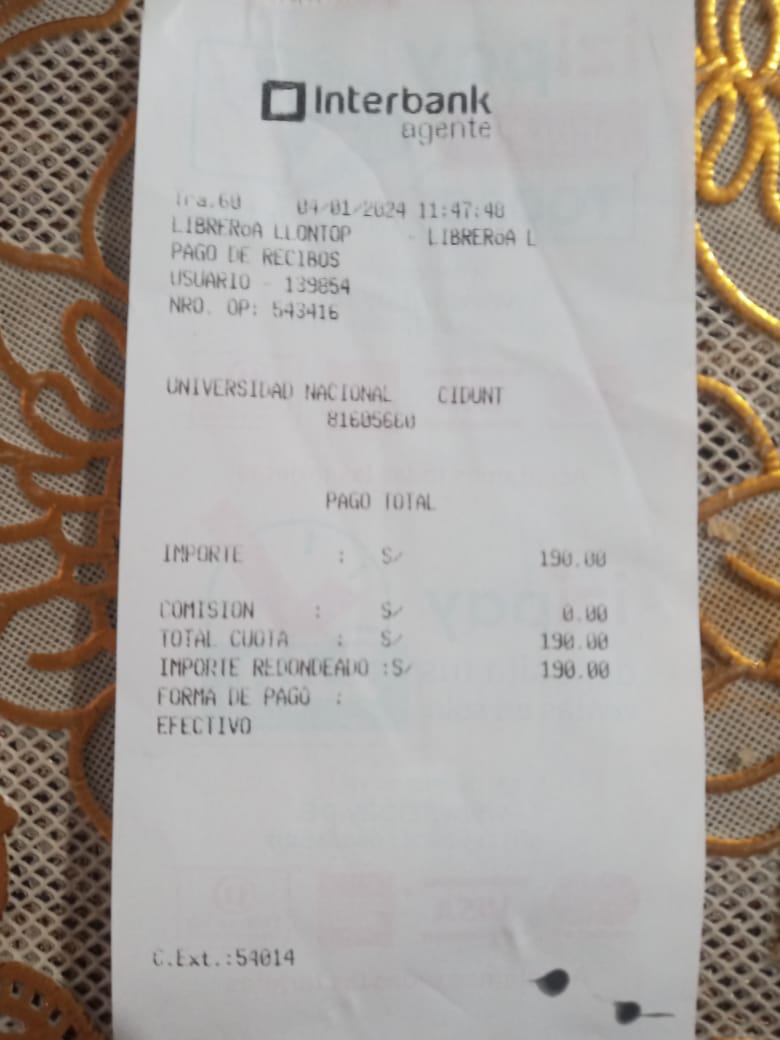 Interbank
agente
Tra.60 04/01/2024 11:47:48
LIBRERoA LLONTOP - LIBRERoA L
PAGO DE RECIBOS
USUARIO - 139854
NRO. OP: 543416
UNIVERSIDAD NACIONAL CIDUNT
81605660
PAGO TOTAL
IMPORTE : S/ 190.00
COMISION : S/ 0.00
TOTAL CUOTA : S/ 190.00
IMPORTE REDONDEADO :S/ 190.00
FORMA DE PAGO :
EFECTIVO
C.Ext.:54014